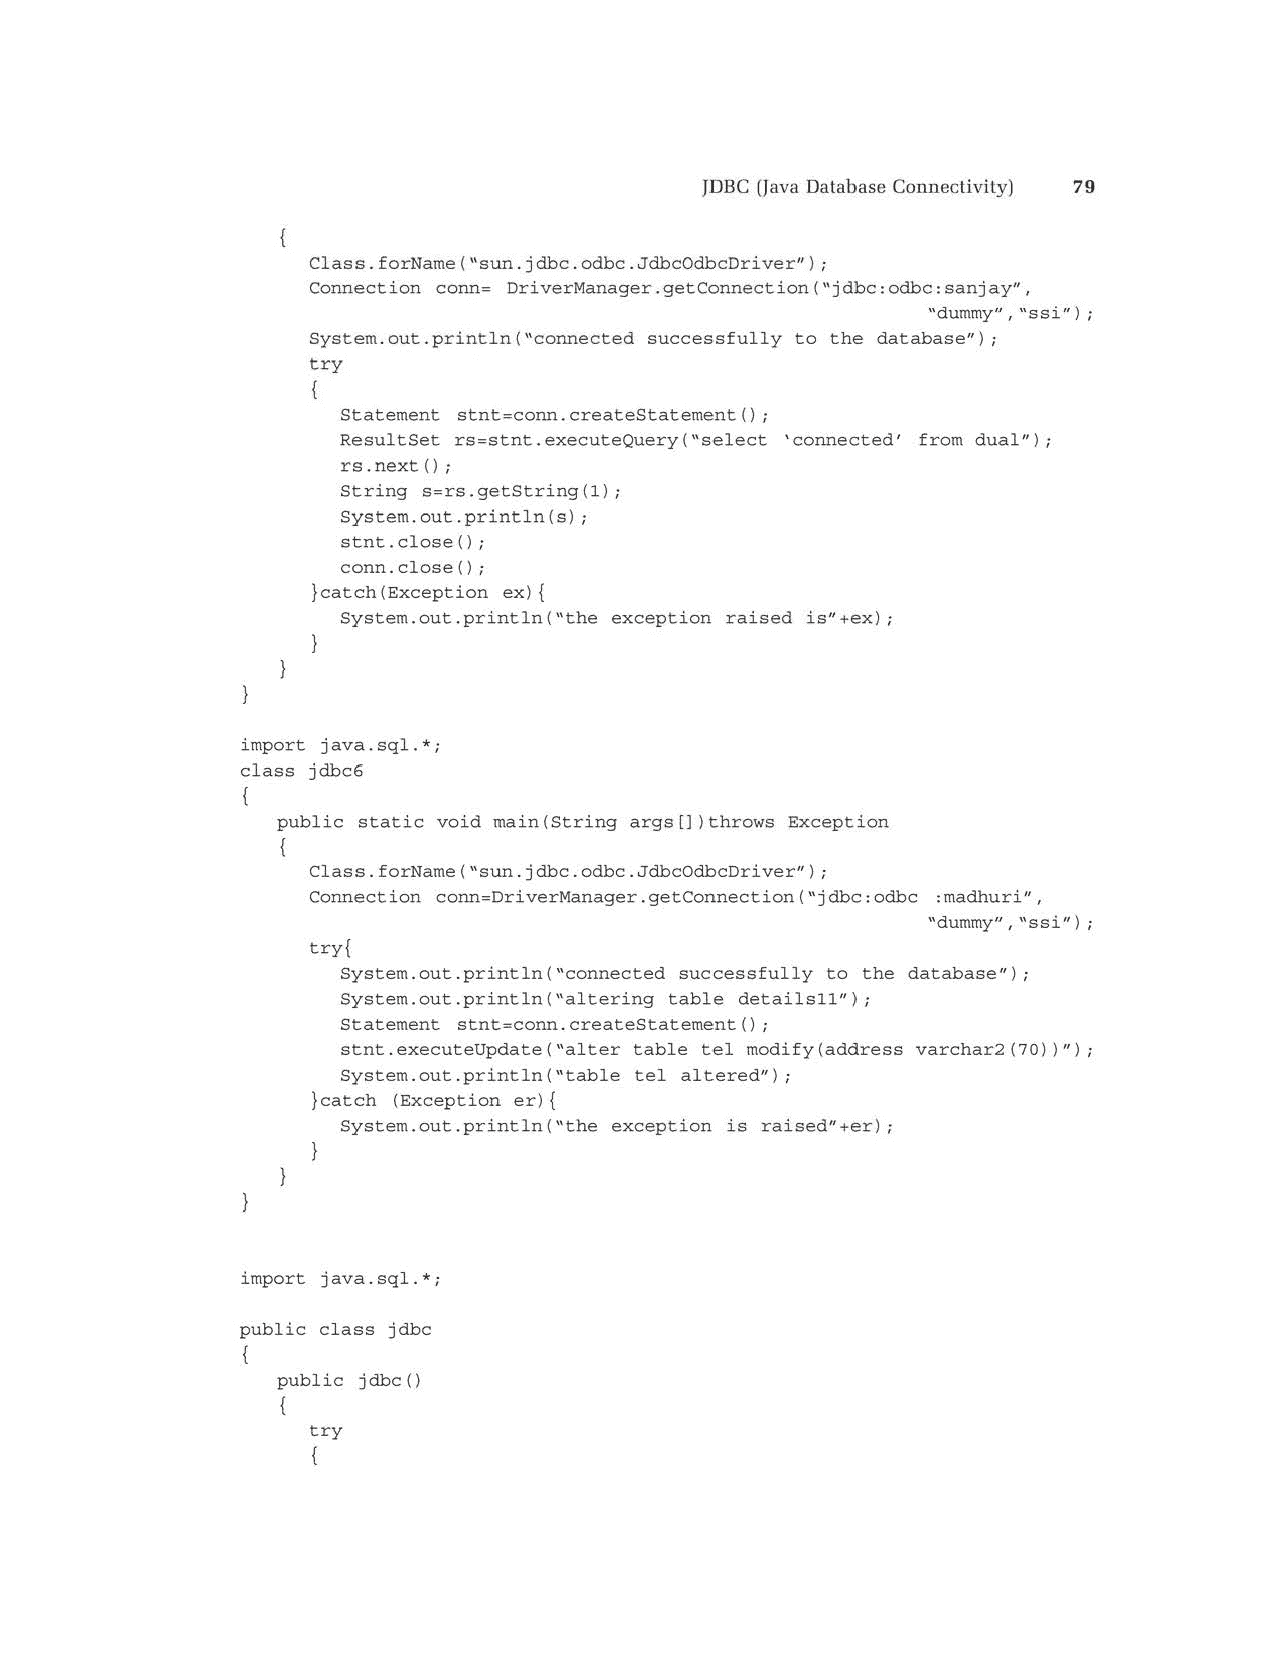 JDBC (Java Database Connectivity) 79
{
Class.forName(“sun.jdbc.odbc.JdbcOdbcDriver”);
Connection conn= DriverManager.getConnection(“jdbc:odbc:sanjay”,
“dummy”,“ssi”);
System.out.println(“connected successfully to the database”);
try
{
Statement stnt=conn.createStatement();
ResultSet rs=stnt.executeQuery(“select ‘connected’ from dual”);
rs.next();
String s=rs.getString(1);
System.out.println(s);
stnt.close();
conn.close();
}catch(Exception ex){
System.out.println(“the exception raised is”+ex);
}
}
}
import java.sql.*;
class jdbc6
{
public static void main(String args[])throws Exception
{
Class.forName(“sun.jdbc.odbc.JdbcOdbcDriver”);
Connection conn=DriverManager.getConnection(“jdbc:odbc :madhuri”,
“dummy”,“ssi”);
try{
System.out.println(“connected successfully to the database”);
System.out.println(“altering table details11”);
Statement stnt=conn.createStatement();
stnt.executeUpdate(“alter table tel modify(address varchar2(70))”);
System.out.println(“table tel altered”);
}catch (Exception er){
System.out.println(“the exception is raised”+er);
}
}
}
import java.sql.*;
public class jdbc
{
public jdbc()
{
try
{